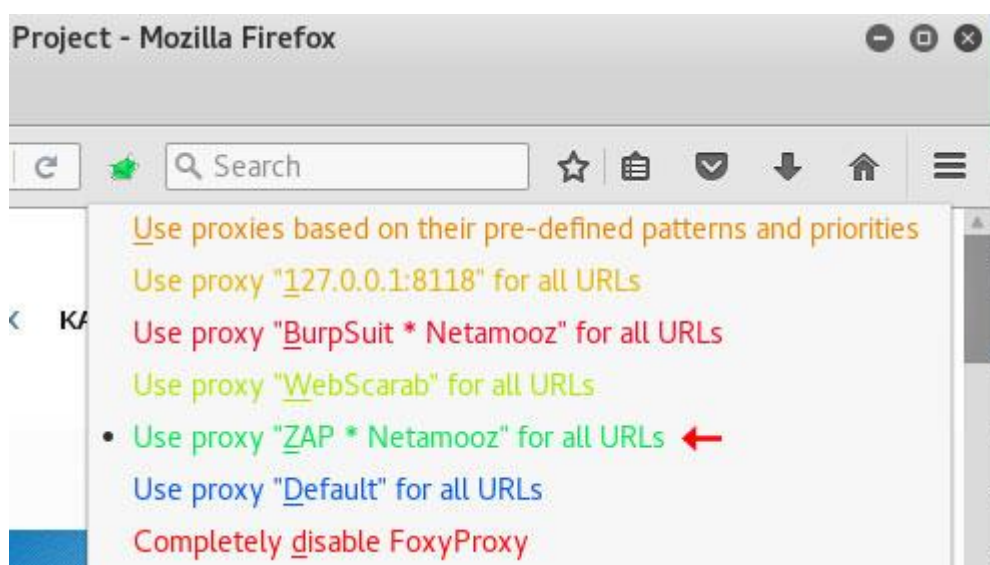 Project - Mozilla Firefox
Search
Use proxies based on their pre-defined patterns and priorities
Use proxy "127.0.0.1:8118" for all URLs
KA
Use proxy "BurpSuit * Netamooz" for all URLs
Use proxy "WebScarab" for all URLs
• Use proxy "ZAP * Netamooz" for all URLs
Use proxy "Default" for all URLs
Completely disable FoxyProxy